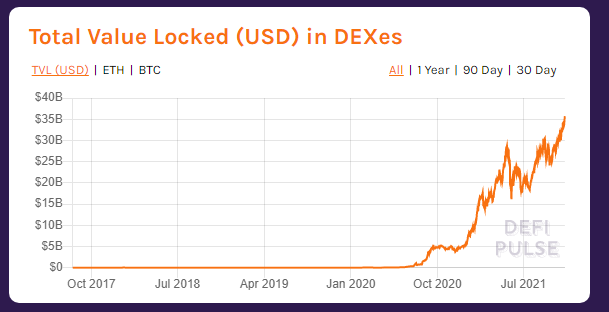 Total Value Locked (USD) in DEXes
TVL (USD) | ETH | BTC
All | 1 Year | 90 Day | 30 Day
$40B
$35B
$30B
$25B
$20B
$15B
$10B
$5B
$0
DEFI
PULSE
Oct 2017 Jul 2018 Apr 2019 Jan 2020 Oct 2020 Jul 2021